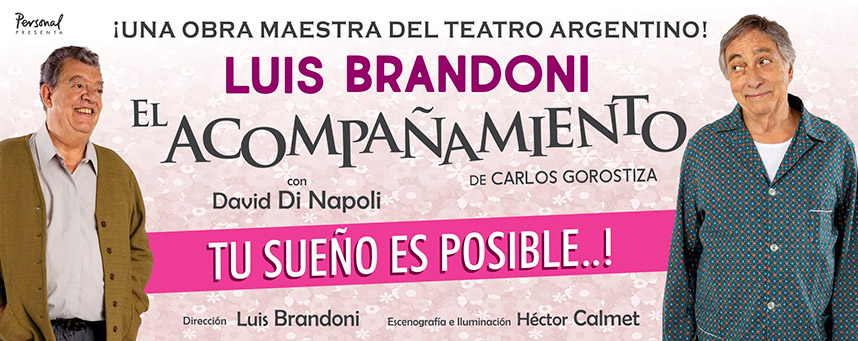 Personal
PRESENTA
¡UNA OBRA MAESTRA DEL TEATRO ARGENTINO!
LUIS BRANDONI
EL ACOMPAÑAMIENTO
DE CARLOS GOROSTIZA
con
David Di Napoli
TU SUEÑO ES POSIBLE..!
Dirección Luis Brandoni Escenografía e Iluminación Héctor Calmet